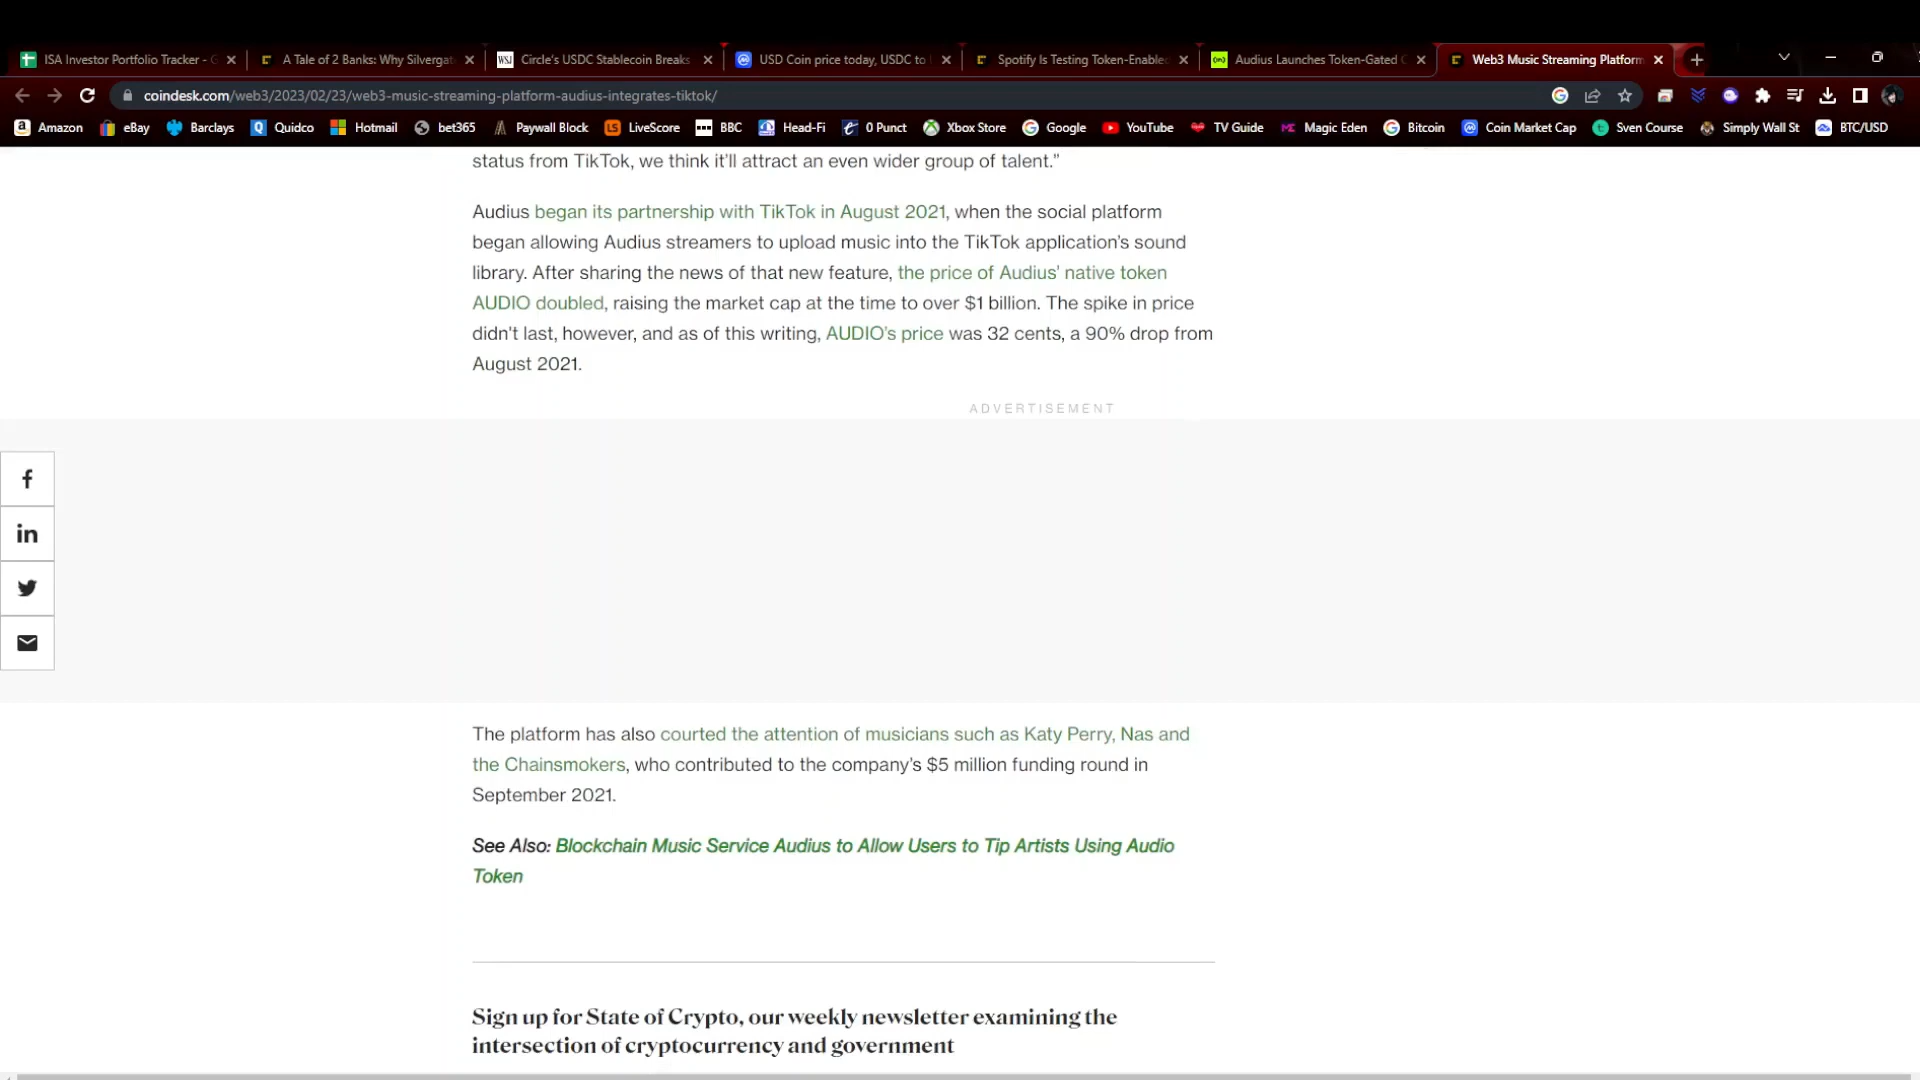 ISA Investor Portfolio Tracker - G
A Tale of 2 Banks: Why Silvergat
WSJ
Circle's USDC Stablecoin Breaks
USD Coin price today, USDC to
Spotify Is Testing Token-Enabled
Audius Launches Token-Gated C
Web3 Music Streaming Platform
coindesk.com/web3/2023/02/23/web3-music-streaming-platform-audius-integrates-tiktok/
Amazon
eBay
Barclays
Quidco
Hotmail
bet365
Paywall Block
LS
LiveScore
BBC
Head-Fi
0 Punct
Xbox Store
Google
YouTube
TV Guide
ME
Magic Eden
Bitcoin
Coin Market Cap
Sven Course
Simply Wall St
BTC/USD
status from TikTok, we think it'll attract an even wider group of talent."
Audius began its partnership with TikTok in August 2021, when the social platform
began allowing Audius streamers to upload music into the TikTok application's sound
library. After sharing the news of that new feature, the price of Audius' native token
AUDIO doubled, raising the market cap at the time to over $1 billion. The spike in price
didn't last, however, and as of this writing, AUDIO's price was 32 cents, a 90% drop from
August 2021.
ADVERTISEMENT
The platform has also courted the attention of musicians such as Katy Perry, Nas and
the Chainsmokers, who contributed to the company's $5 million funding round in
September 2021.
See Also: Blockchain Music Service Audius to Allow Users to Tip Artists Using Audio
Token
Sign up for State of Crypto, our weekly newsletter examining the
intersection of cryptocurrency and government